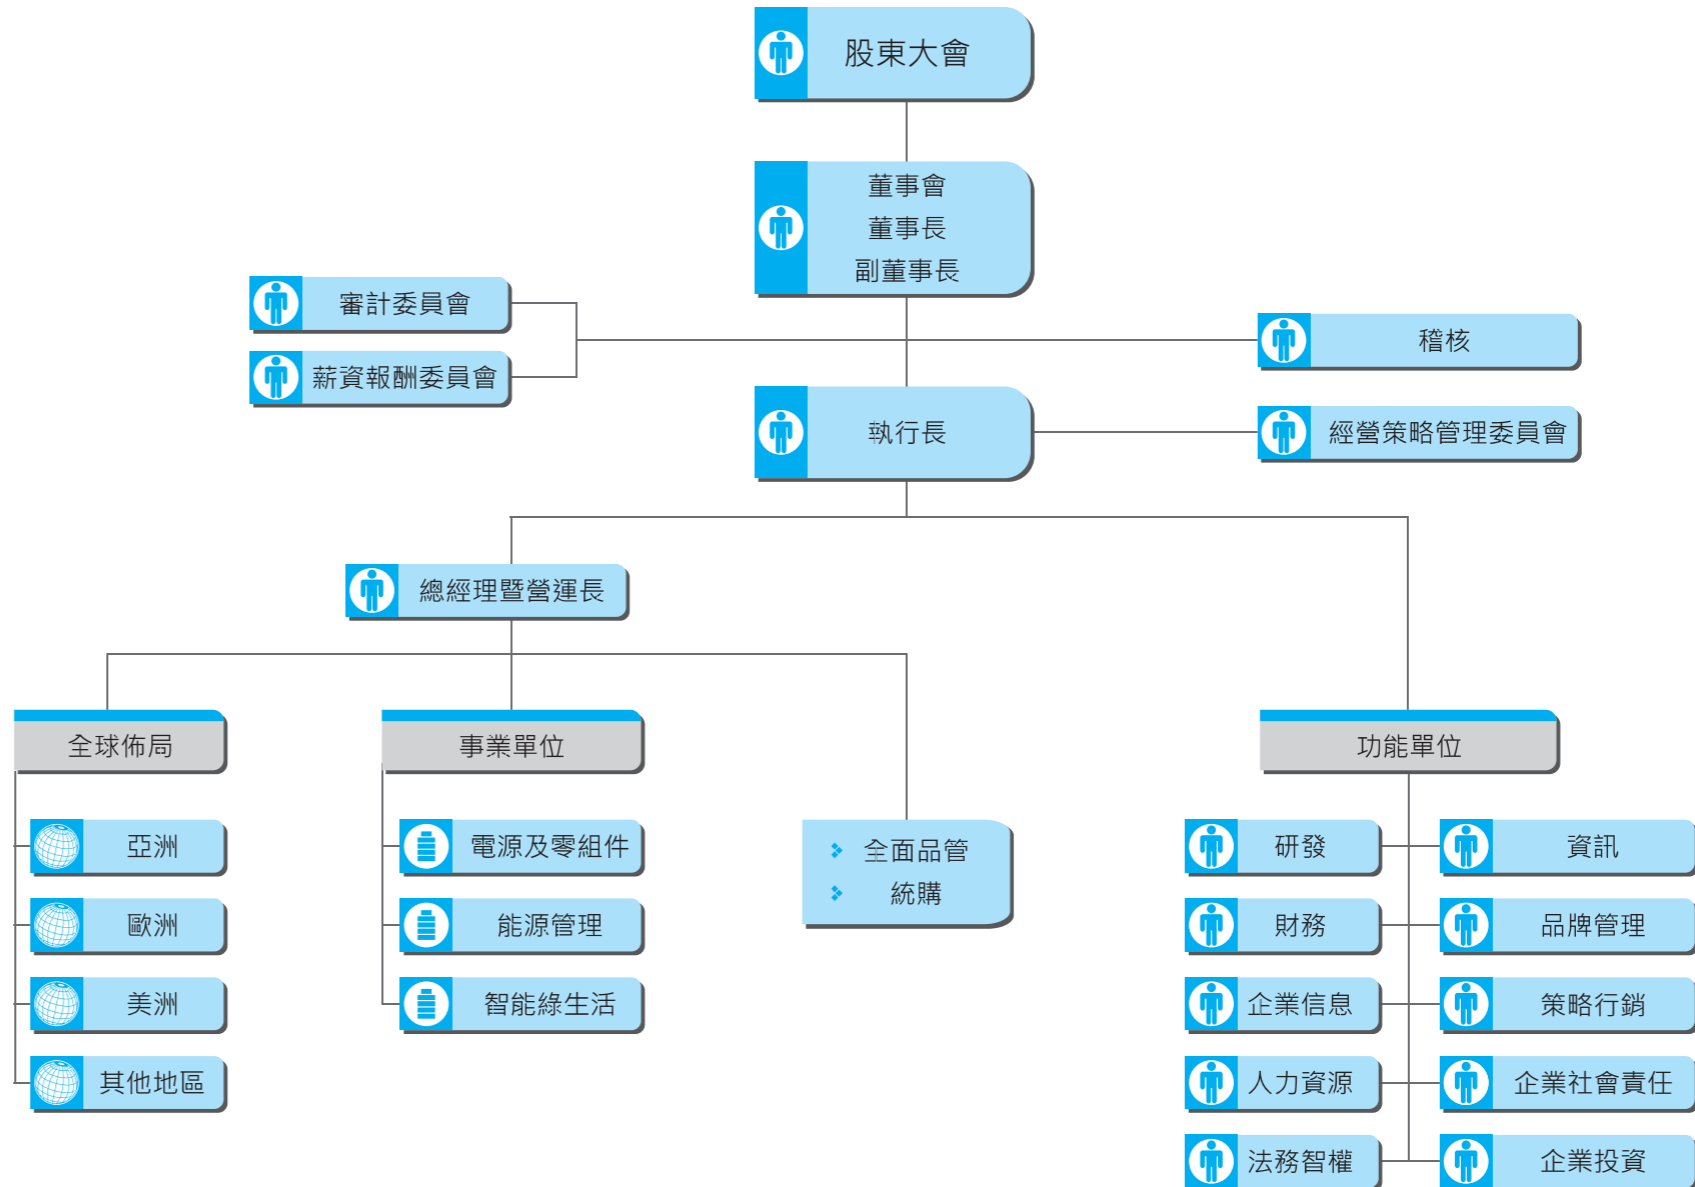 股東大會
董事會
董事長
副董事長
審計委員會
薪資報酬委員會
稽核
執行長
經營策略管理委員會
總經理暨營運長
全球佈局
亞洲
歐洲
美洲
其他地區
事業單位
電源及零組件
能源管理
智能綠生活
全面品管
統購
功能單位
研發
資訊
財務
品牌管理
企業信息
策略行銷
人力資源
企業社會責任
法務智權
企業投資